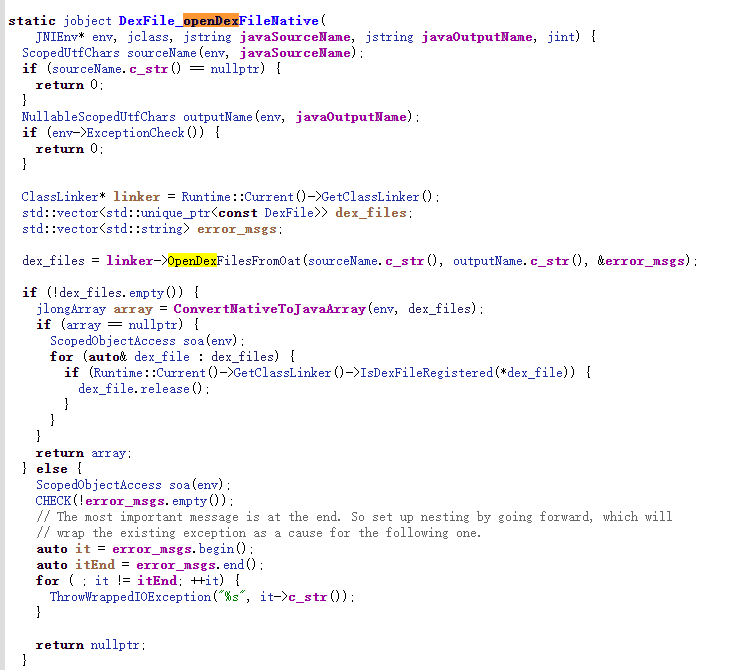 static jobject DexFile_openDexFileNative(
    JNIEnv* env, jclass, jstring javaSourceName, jstring javaOutputName, jint) {
  ScopedUtfChars sourceName(env, javaSourceName);
  if (sourceName.c_str() == nullptr) {
    return 0;
  }
  NullableScopedUtfChars outputName(env, javaOutputName);
  if (env->ExceptionCheck()) {
    return 0;
  }

  ClassLinker* linker = Runtime::Current()->GetClassLinker();
  std::vector<std::unique_ptr<const DexFile>> dex_files;
  std::vector<std::string> error_msgs;

  dex_files = linker->OpenDexFilesFromOat(sourceName.c_str(), outputName.c_str(), &error_msgs);

  if (!dex_files.empty()) {
    jlongArray array = ConvertNativeToJavaArray(env, dex_files);
    if (array == nullptr) {
      ScopedObjectAccess soa(env);
      for (auto& dex_file : dex_files) {
        if (Runtime::Current()->GetClassLinker()->IsDexFileRegistered(*dex_file)) {
          dex_file.release();
        }
      }
    }
    return array;
  } else {
    ScopedObjectAccess soa(env);
    CHECK(!error_msgs.empty());
    // The most important message is at the end. So set up nesting by going forward, which will
    // wrap the existing exception as a cause for the following one.
    auto it = error_msgs.begin();
    auto itEnd = error_msgs.end();
    for ( ; it != itEnd; ++it) {
      ThrowWrappedIOException("%s", it->c_str());
    }

    return nullptr;
  }